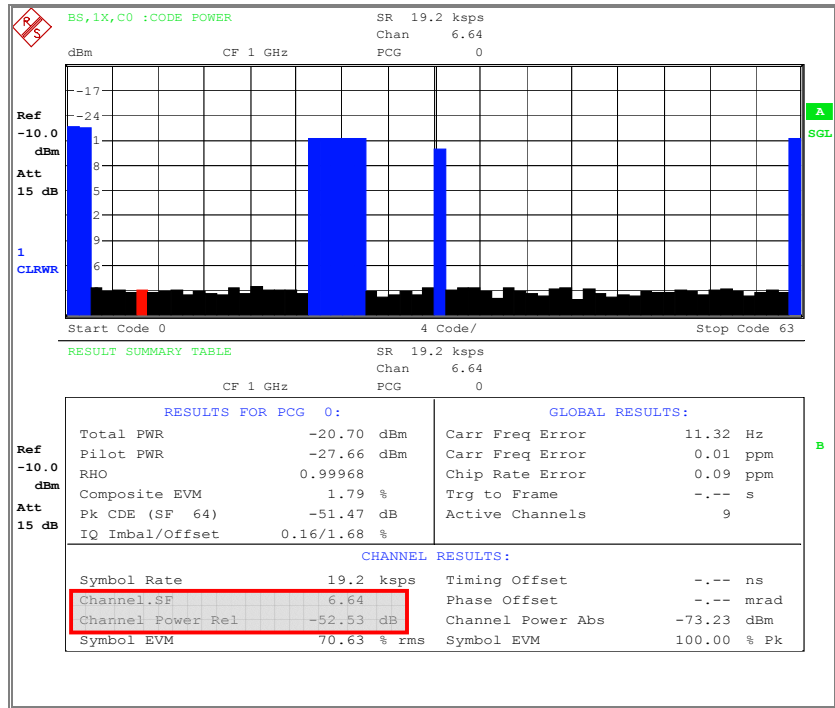 R S
BS,1X,C0 :CODE POWER SR 19.2 ksps
Chan 6.64
dBm CF 1 GHz PCG 0
-17
-24
1
8
5
2
9
6
Ref
-10.0
dBm
Att
15 dB
1
CLRWR
A
SGL
Start Code 0 4 Code/ Stop Code 63
RESULT SUMMARY TABLE SR 19.2 ksps
Chan 6.64
CF 1 GHz PCG 0
Ref
-10.0
dBm
Att
15 dB
B
RESULTS FOR PCG 0: GLOBAL RESULTS:
Total PWR -20.70 dBm Carr Freq Error 11.32 Hz
Pilot PWR -27.66 dBm Carr Freq Error 0.01 ppm
RHO 0.99968 Chip Rate Error 0.09 ppm
Composite EVM 1.79 % Trg to Frame -.-- s
Pk CDE (SF 64) -51.47 dB Active Channels 9
IQ Imbal/Offset 0.16/1.68 %
CHANNEL RESULTS:
Symbol Rate 19.2 ksps Timing Offset -.-- ns
Channel.SF 6.64 Phase Offset -.-- mrad
Channel Power Rel -52.53 dB Channel Power Abs -73.23 dBm
Symbol EVM 70.63 % rms Symbol EVM 100.00 % Pk